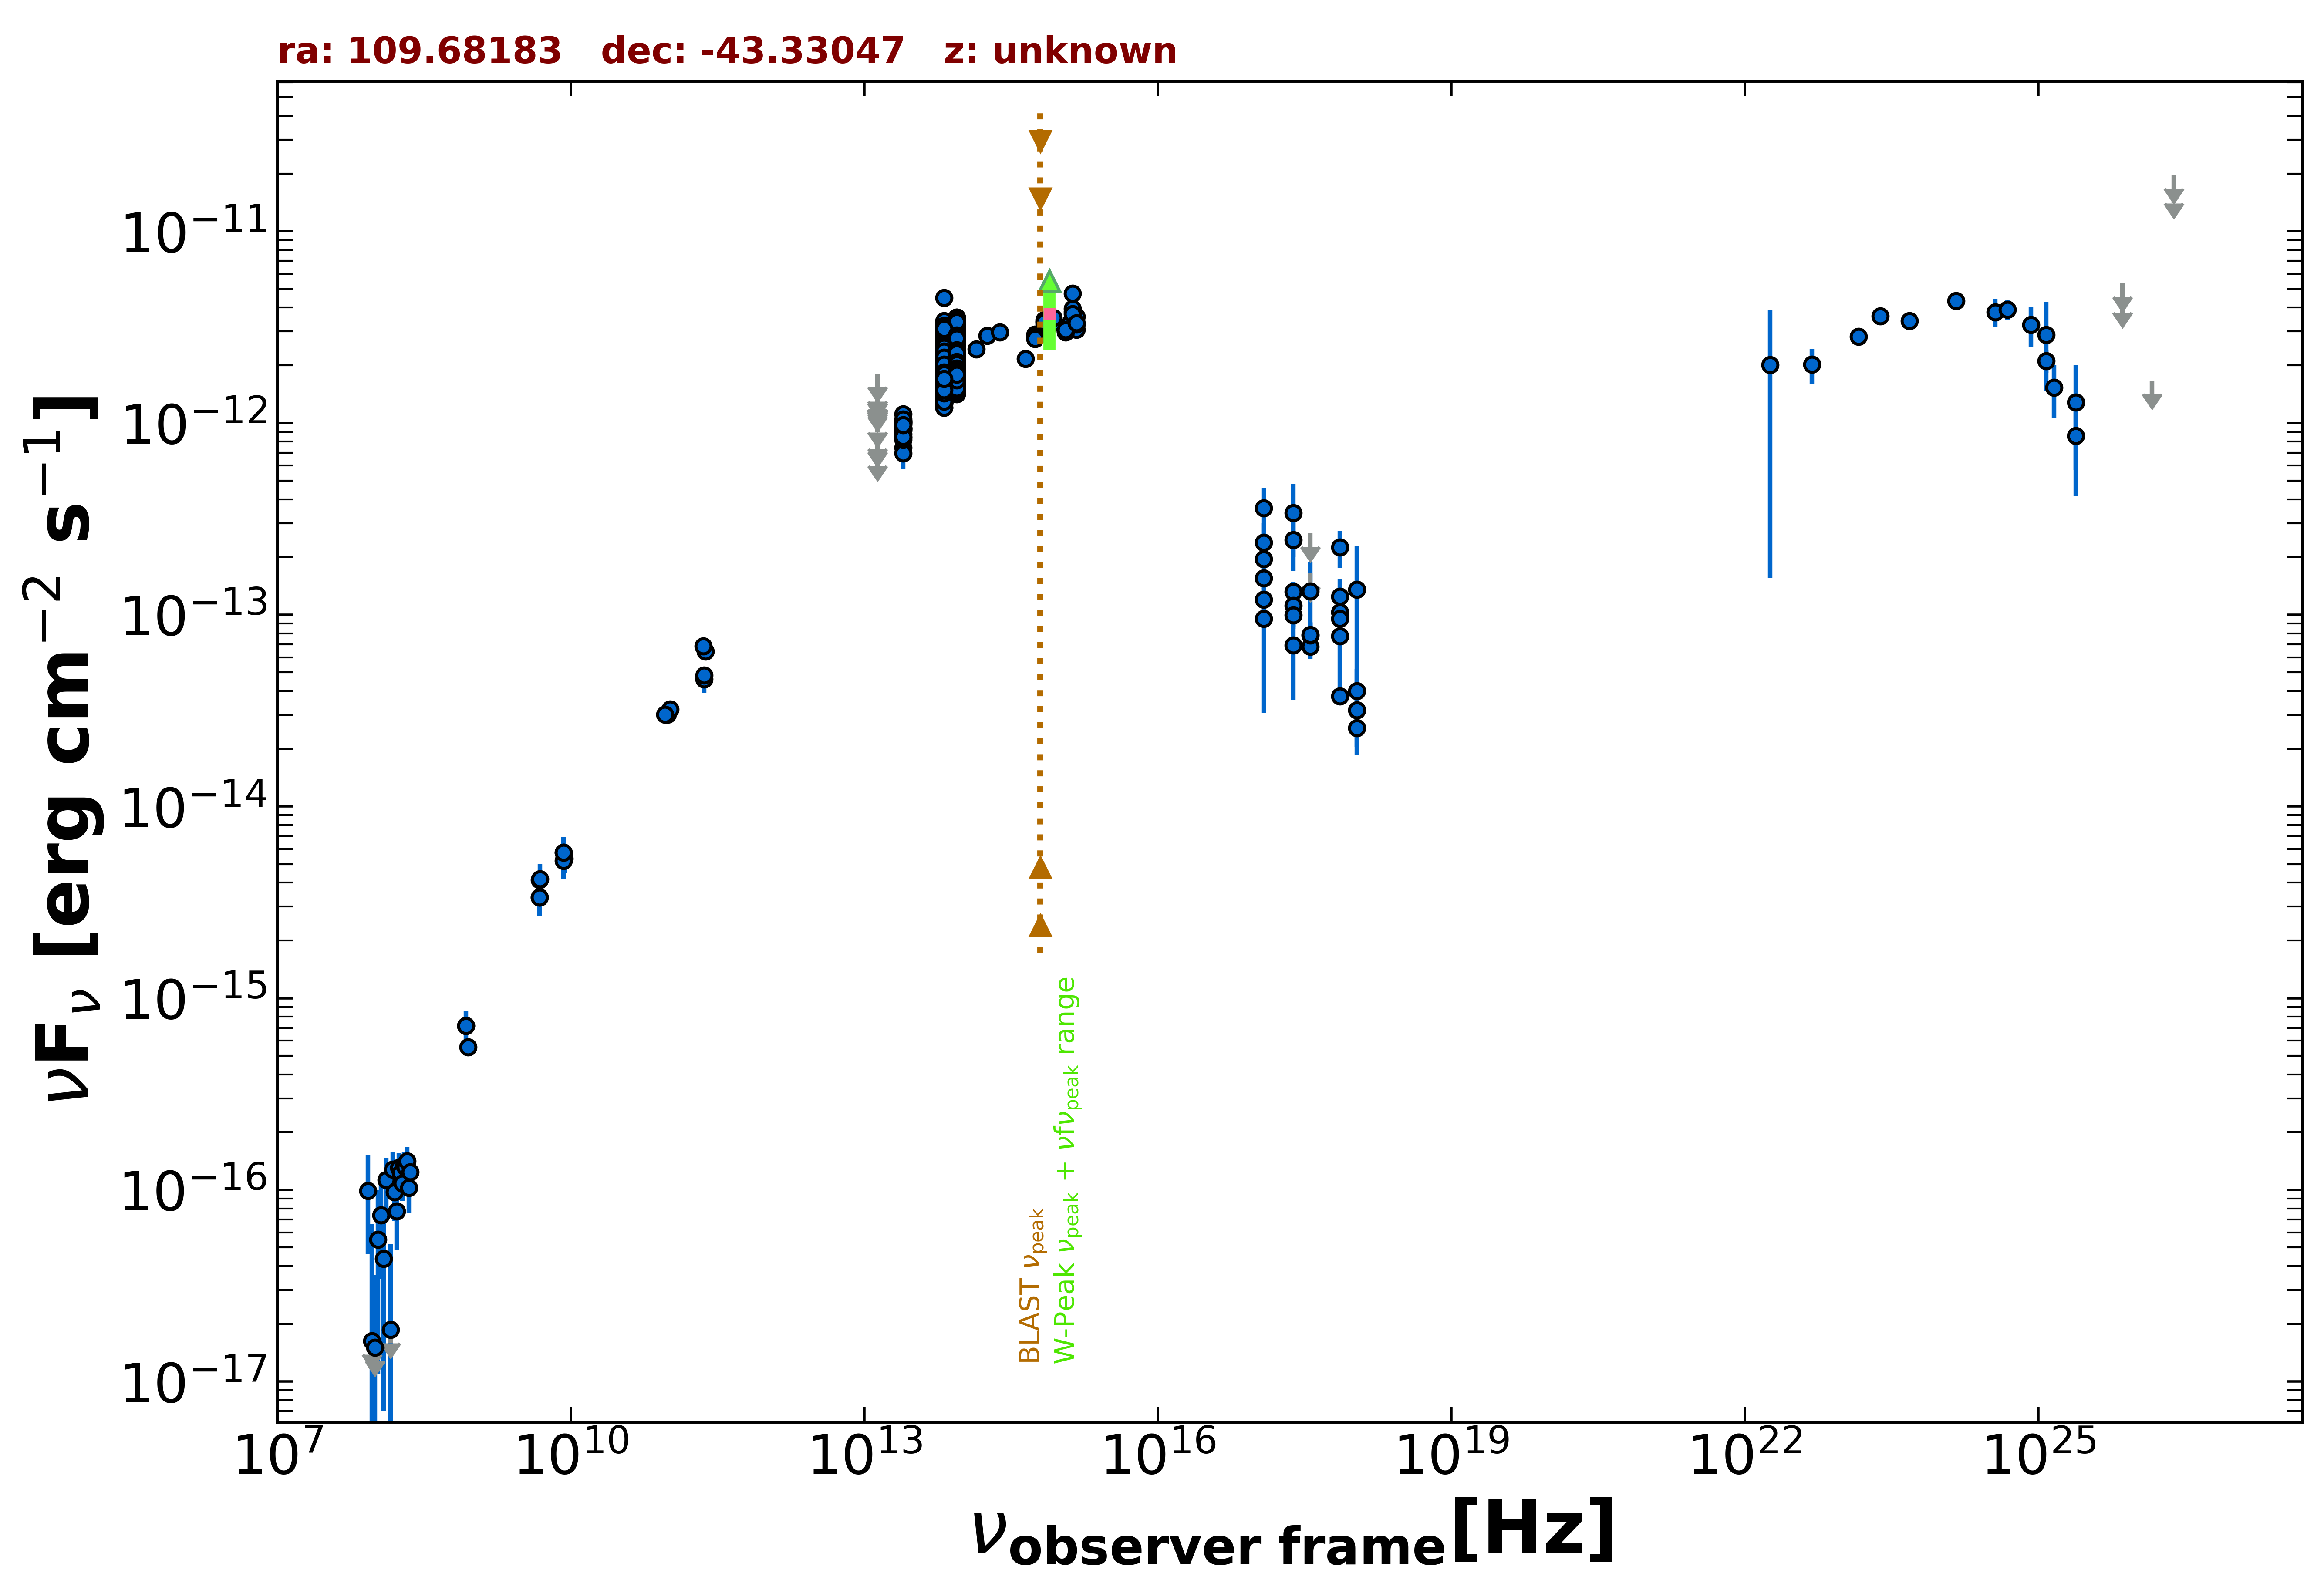 ra: 109.68183 dec: -43.33047 z: unknown
νFν [erg cm−2 s−1]
10−11
10−12
10−13
10−14
10−15
10−16
10−17
BLAST νpeak
W-Peak νpeak + νfνpeak range
107 1010 1013 1016 1019 1022 1025
νobserver frame[Hz]